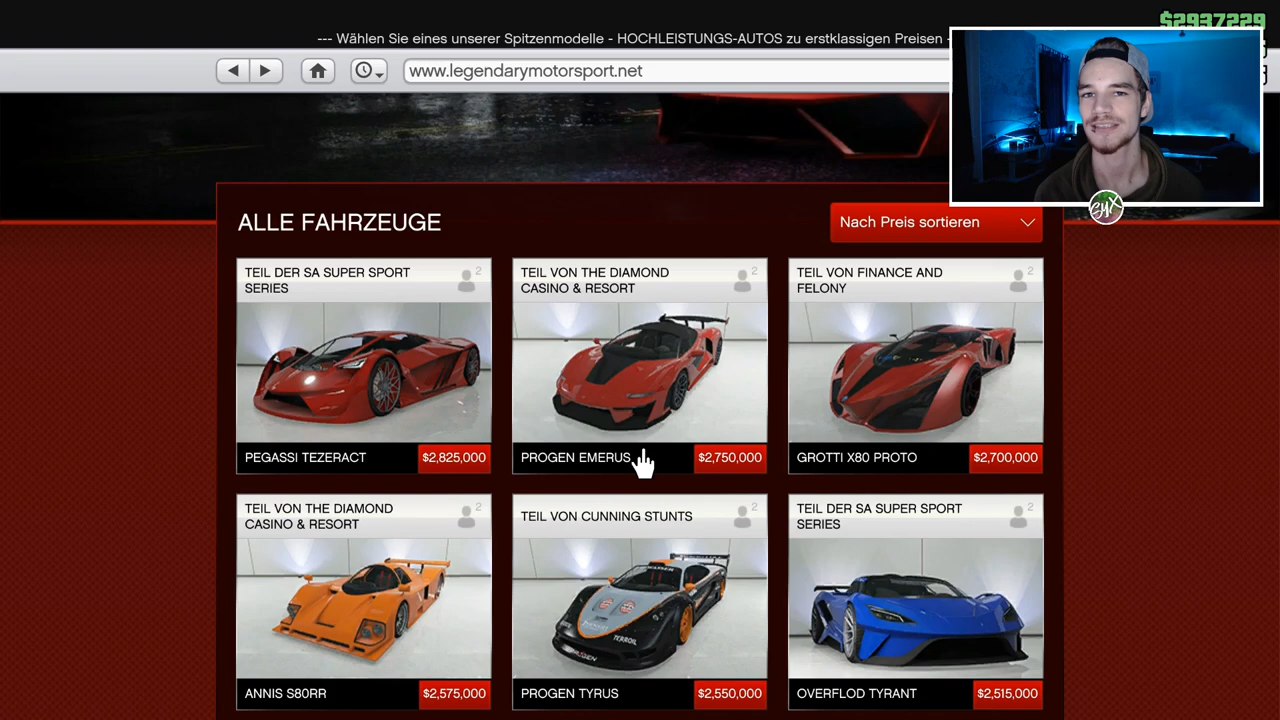 $2937229
--- Wählen Sie eines unserer Spitzenmodelle - HOCHLEISTUNGS-AUTOS zu erstklassigen Preisen -
www.legendarymotorsport.net
ALLE FAHRZEUGE
Nach Preis sortieren
TEIL DER SA SUPER SPORT
SERIES
2
PEGASSI TEZERACT
$2,825,000
TEIL VON THE DIAMOND
CASINO & RESORT
2
PROGEN EMERUS
$2,750,000
TEIL VON FINANCE AND
FELONY
2
GROTTI X80 PROTO
$2,700,000
TEIL VON THE DIAMOND
CASINO & RESORT
2
ANNIS S80RR
$2,575,000
TEIL VON CUNNING STUNTS
2
TERROIL
PROGEN TYRUS
$2,550,000
TEIL DER SA SUPER SPORT
SERIES
2
OVERFLOD TYRANT
$2,515,000